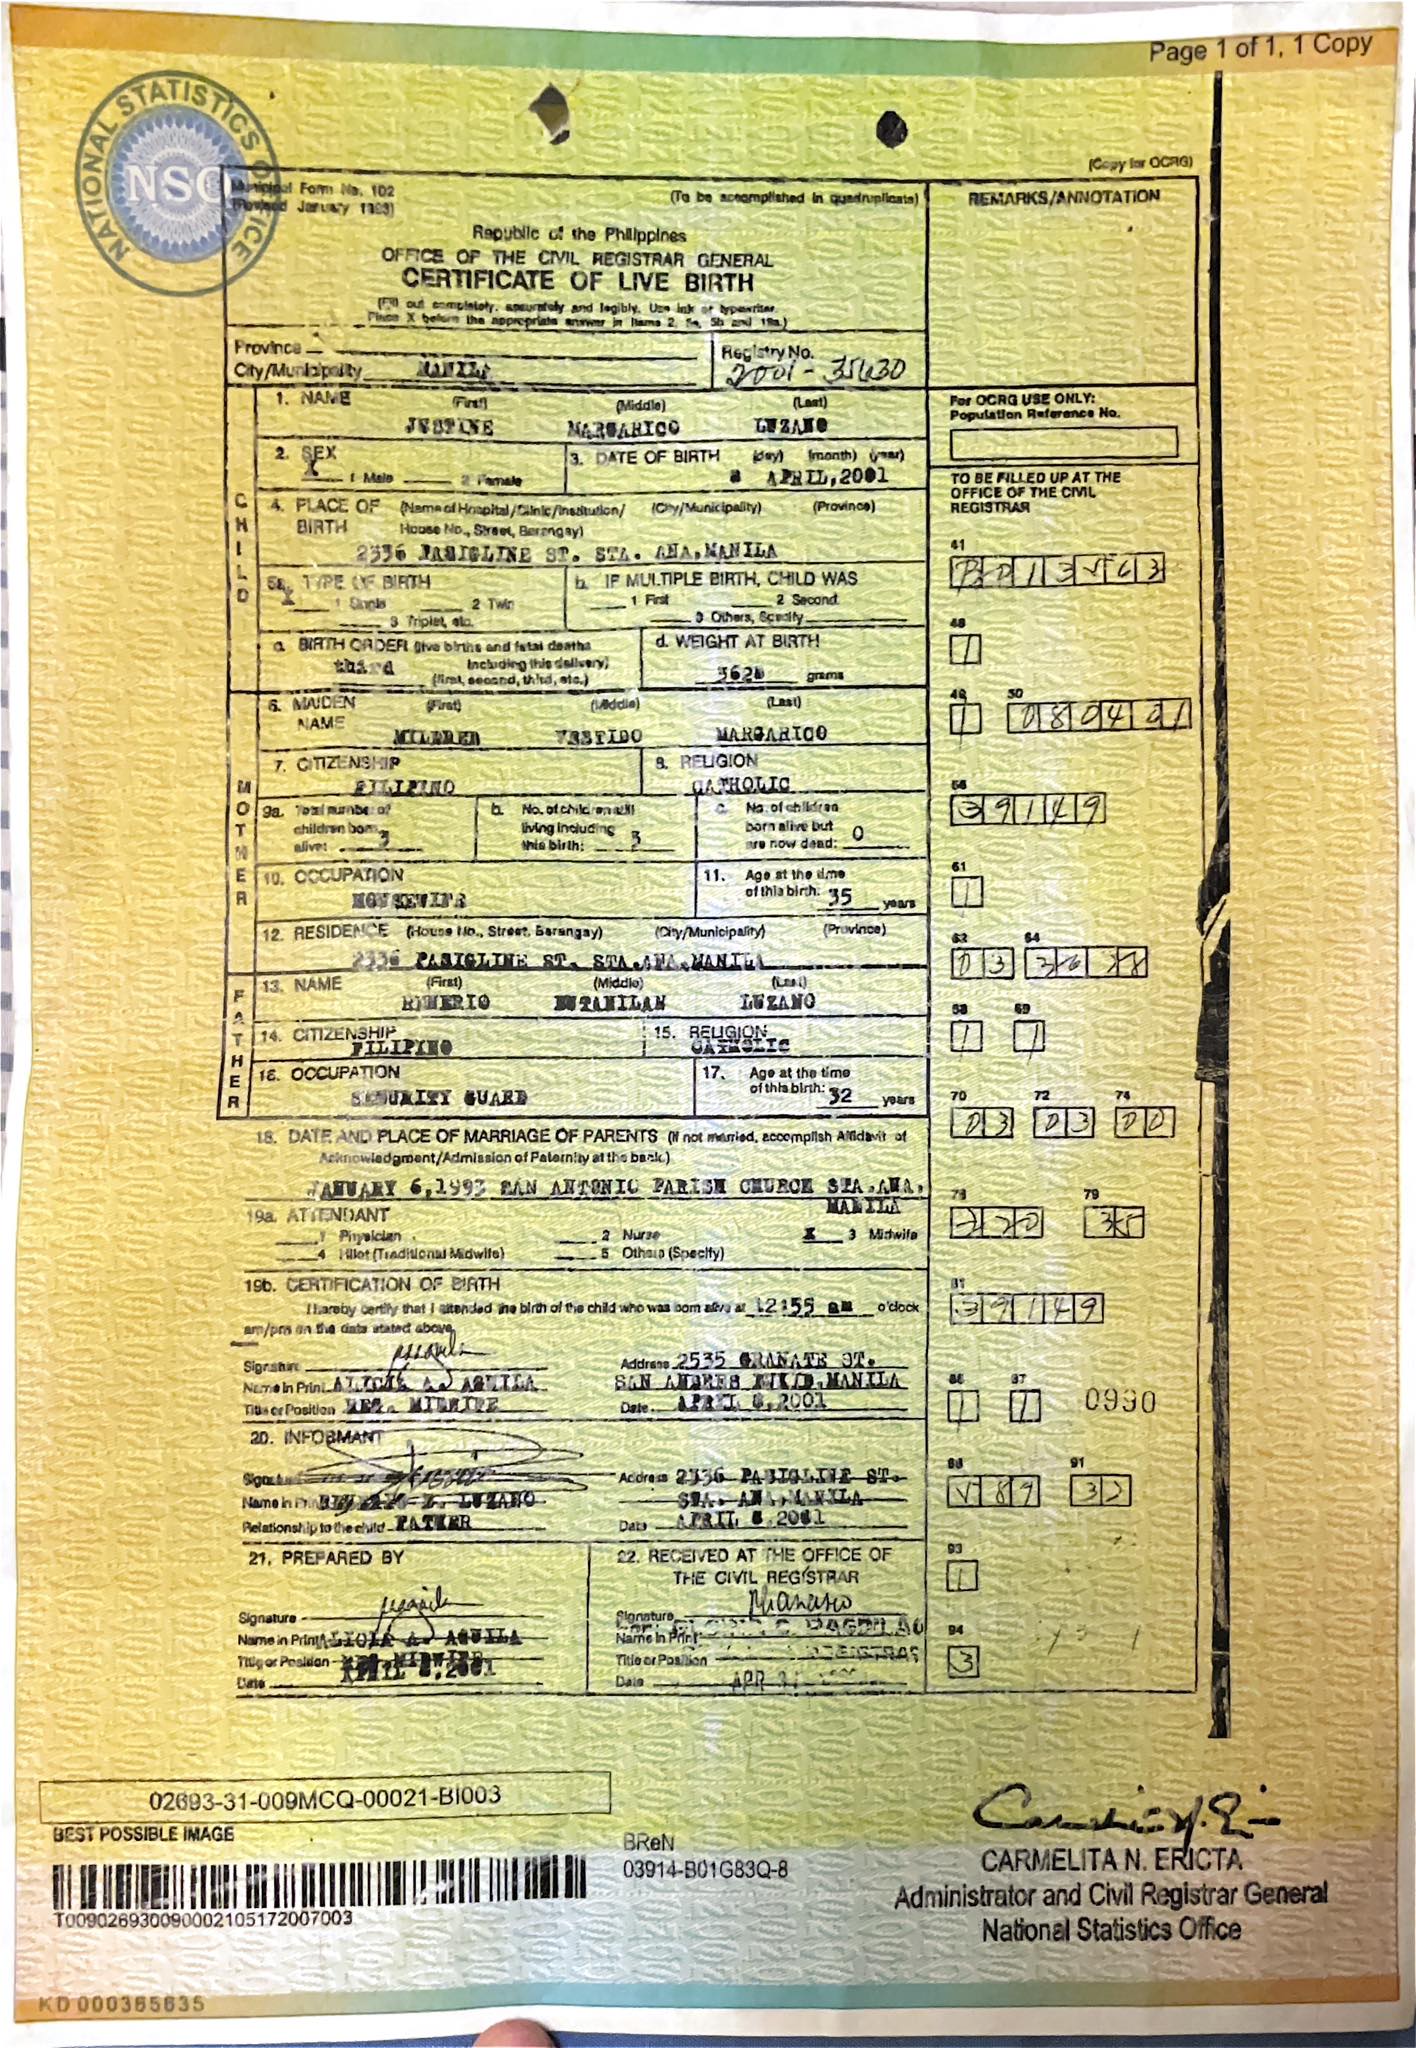 Page 1 of 1, 1 Copy
NATIONAL STATISTICS OFFICE
NSO
(Copy for OCRG)
Municipal Form No. 102
(Revised January 1993)
(To be accomplished in quadruplicate)
REMARKS/ANNOTATION
Republic of the Philippines
OFFICE OF THE CIVIL REGISTRAR GENERAL
CERTIFICATE OF LIVE BIRTH
(Fill out completely, accurately and legibly. Use ink or typewriter.
Place X before the appropriate answer in Items 2, 5a, 5b and 19a.)
Province
City/Municipality MANILA
Registry No.
2001-35630
1. NAME (First) (Middle) (Last)
JUSTINE MARGARICO LUZANO
For OCRG USE ONLY:
Population Reference No.
2. SEX
X 1 Male 2 Female
3. DATE OF BIRTH (day) (month) (year)
8 APRIL, 2001
TO BE FILLED UP AT THE
OFFICE OF THE CIVIL
REGISTRAR
CHILD
4. PLACE OF BIRTH (Name of Hospital/Clinic/Institution/ (City/Municipality) (Province)
House No., Street, Barangay)
2336 PASIGLINE ST. STA. ANA, MANILA
41
5a. TYPE OF BIRTH
X 1 Single 2 Twin
3 Triplet, etc.
b. IF MULTIPLE BIRTH, CHILD WAS
1 First 2 Second
3 Others, Specify
48
1
c. BIRTH ORDER (live births and fetal deaths
third including this delivery)
(first, second, third, etc.)
d. WEIGHT AT BIRTH
grams
MOTHER
6. MAIDEN NAME (First) (Middle) (Last)
MILDRED VESTIDO MARGARICO
49 50
1 080401
7. CITIZENSHIP
FILIPINO
8. RELIGION
CATHOLIC
56
39149
9a. Total number of
children born
alive: 3
b. No. of children still
living including
this birth: 3
c. No. of children
born alive but
are now dead: 0
10. OCCUPATION
HOUSEWIFE
11. Age at the time
of this birth: 35 years
61
1
12. RESIDENCE (House No., Street, Barangay) (City/Municipality) (Province)
2336 PASIGLINE ST. STA. ANA, MANILA
62 64
03
FATHER
13. NAME (First) (Middle) (Last)
LUZANO
68 69
1 1
14. CITIZENSHIP
FILIPINO
15. RELIGION
CATHOLIC
16. OCCUPATION
SECURITY GUARD
17. Age at the time
of this birth: 32 years
70 72 74
03 03 00
18. DATE AND PLACE OF MARRIAGE OF PARENTS (If not married, accomplish Affidavit of
Acknowledgment/Admission of Paternity at the back.)
JANUARY 6, 1993 SAN ANTONIO PARISH CHURCH STA. ANA,
MANILA
79
19a. ATTENDANT
1 Physician 2 Nurse X 3 Midwife
4 Hilot (Traditional Midwife) 5 Others (Specify)
19b. CERTIFICATION OF BIRTH
I hereby certify that I attended the birth of the child who was born alive at 12:55 am o'clock
am/pm on the date stated above.
81
39149
Signature
Name in Print ALICIA A. AGUILA
Title or Position REG. MIDWIFE
Address 2535 GRANATE ST.
SAN ANDRES BUKID, MANILA
Date APRIL 8, 2001
86 87
1 1
0930
20. INFORMANT
Signature
Name in Print LUZANO
Relationship to the child FATHER
Address 2336 PASIGLINE ST.
STA. ANA, MANILA
Date APRIL 8, 2001
88 91
32
21. PREPARED BY
Signature
Name in Print ALICIA A. AGUILA
Title or Position REG. MIDWIFE
Date APRIL 8, 2001
22. RECEIVED AT THE OFFICE OF
THE CIVIL REGISTRAR
Signature
Name in Print
Title or Position REGISTRAR
Date APR
93
1
94
3
02693-31-009MCQ-00021-BI003
BEST POSSIBLE IMAGE
T009026930090002105172007003
BReN
03914-B01G83Q-8
CARMELITA N. ERICTA
Administrator and Civil Registrar General
National Statistics Office
KD 000365635